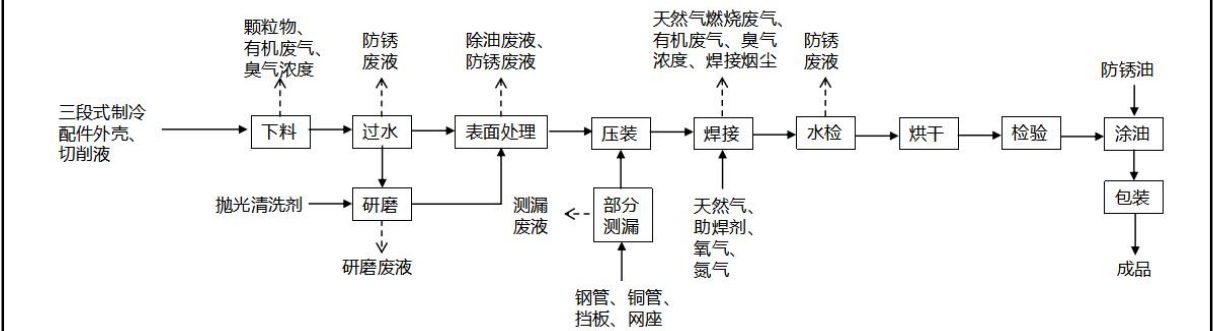 颗粒物、
有机废气、
臭气浓度
防锈
废液
除油废液、
防锈废液
天然气燃烧废气、
有机废气、臭气
浓度、焊接烟尘
防锈
废液
防锈油
三段式制冷
配件外壳、
切削液
下料
过水
表面处理
压装
焊接
水检
烘干
检验
涂油
抛光清洗剂
研磨
测漏
废液
部分
测漏
天然气、
助焊剂、
氧气、
氮气
包装
研磨废液
成品
钢管、铜管、
挡板、网座